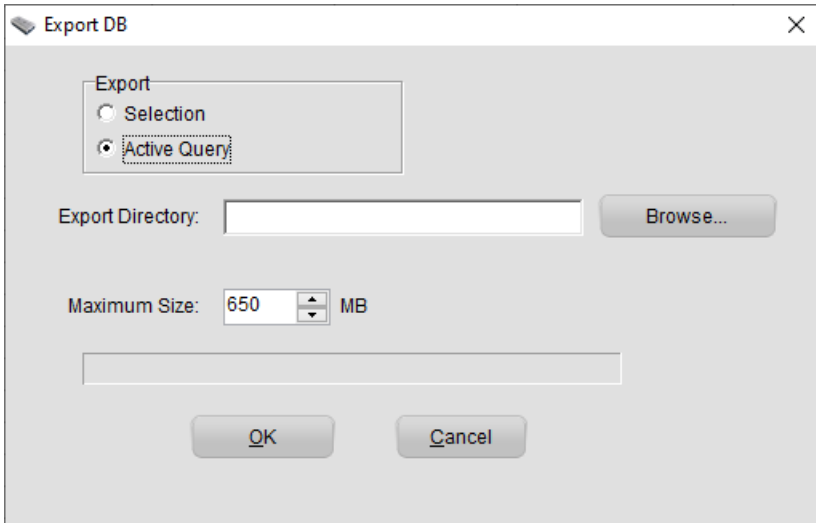 Export DB
Export
Selection
Active Query
Export Directory:
Browse...
Maximum Size: 650 MB
OK
Cancel